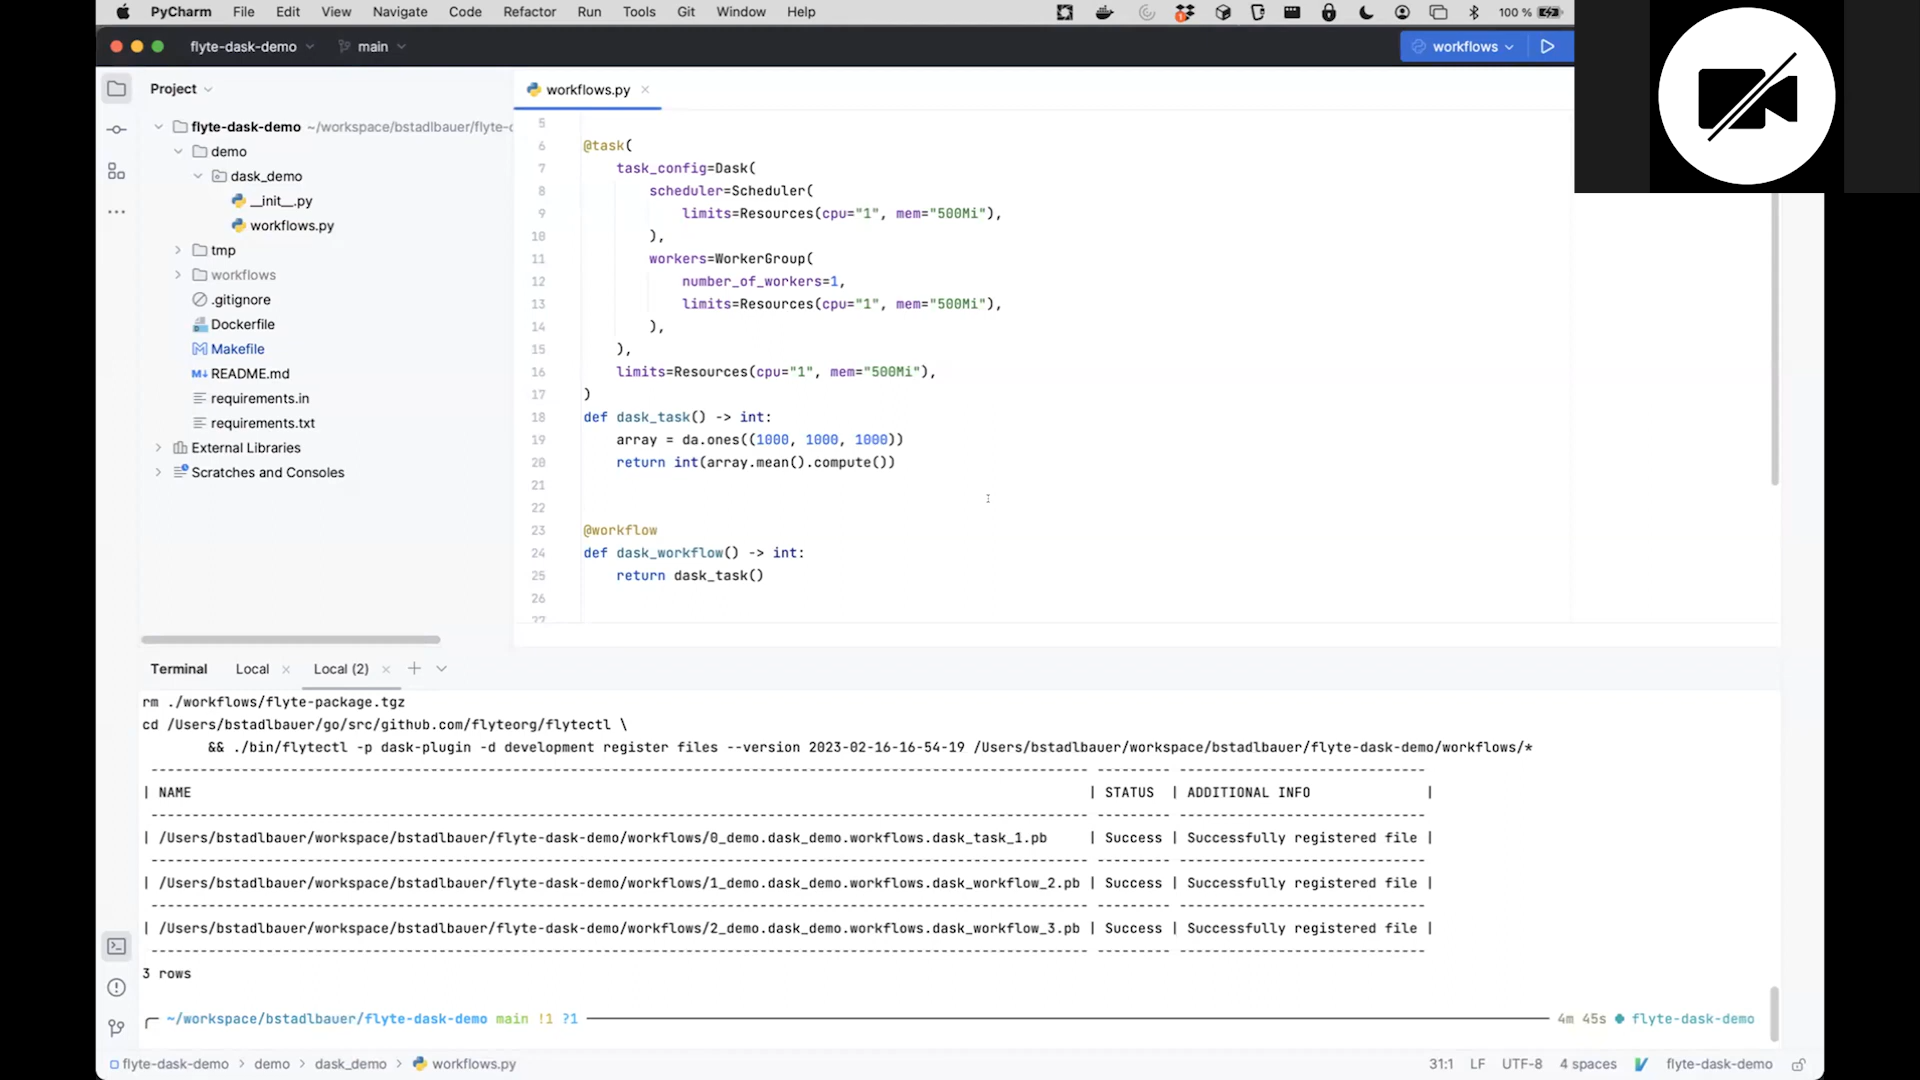 PyCharm File Edit View Navigate Code Refactor Run Tools Git Window Help 100 %
flyte-dask-demo main workflows
Project
flyte-dask-demo ~/workspace/bstadlbauer/flyte-c
demo
dask_demo
__init__.py
workflows.py
tmp
workflows
.gitignore
Dockerfile
Makefile
README.md
requirements.in
requirements.txt
External Libraries
Scratches and Consoles
workflows.py
5
6 @task(
7 task_config=Dask(
8 scheduler=Scheduler(
9 limits=Resources(cpu="1", mem="500Mi"),
10 ),
11 workers=WorkerGroup(
12 number_of_workers=1,
13 limits=Resources(cpu="1", mem="500Mi"),
14 ),
15 ),
16 limits=Resources(cpu="1", mem="500Mi"),
17 )
18 def dask_task() -> int:
19 array = da.ones((1000, 1000, 1000))
20 return int(array.mean().compute())
21
22
23 @workflow
24 def dask_workflow() -> int:
25 return dask_task()
26
27
Terminal Local Local (2)
rm ./workflows/flyte-package.tgz
cd /Users/bstadlbauer/go/src/github.com/flyteorg/flytectl \
&& ./bin/flytectl -p dask-plugin -d development register files --version 2023-02-16-16-54-19 /Users/bstadlbauer/workspace/bstadlbauer/flyte-dask-demo/workflows/*
| NAME | STATUS | ADDITIONAL INFO |
| /Users/bstadlbauer/workspace/bstadlbauer/flyte-dask-demo/workflows/0_demo.dask_demo.workflows.dask_task_1.pb | Success | Successfully registered file |
| /Users/bstadlbauer/workspace/bstadlbauer/flyte-dask-demo/workflows/1_demo.dask_demo.workflows.dask_workflow_2.pb | Success | Successfully registered file |
| /Users/bstadlbauer/workspace/bstadlbauer/flyte-dask-demo/workflows/2_demo.dask_demo.workflows.dask_workflow_3.pb | Success | Successfully registered file |
3 rows
~/workspace/bstadlbauer/flyte-dask-demo main !1 ?1 4m 45s flyte-dask-demo
flyte-dask-demo > demo > dask_demo > workflows.py 31:1 LF UTF-8 4 spaces flyte-dask-demo